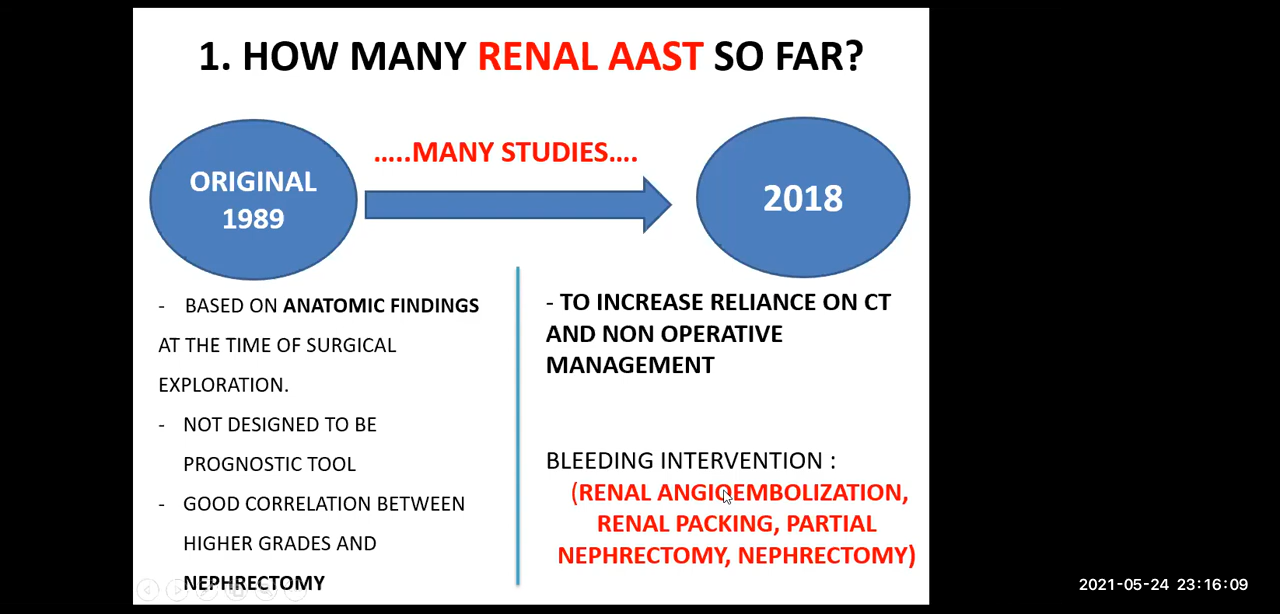 1. HOW MANY RENAL AAST SO FAR?
ORIGINAL
1989
…..MANY STUDIES….
2018
- BASED ON ANATOMIC FINDINGS
AT THE TIME OF SURGICAL
EXPLORATION.
- NOT DESIGNED TO BE
PROGNOSTIC TOOL
- GOOD CORRELATION BETWEEN
HIGHER GRADES AND
NEPHRECTOMY
- TO INCREASE RELIANCE ON CT
AND NON OPERATIVE
MANAGEMENT
BLEEDING INTERVENTION :
(RENAL ANGIOEMBOLIZATION,
RENAL PACKING, PARTIAL
NEPHRECTOMY, NEPHRECTOMY)
2021-05-24 23:16:09